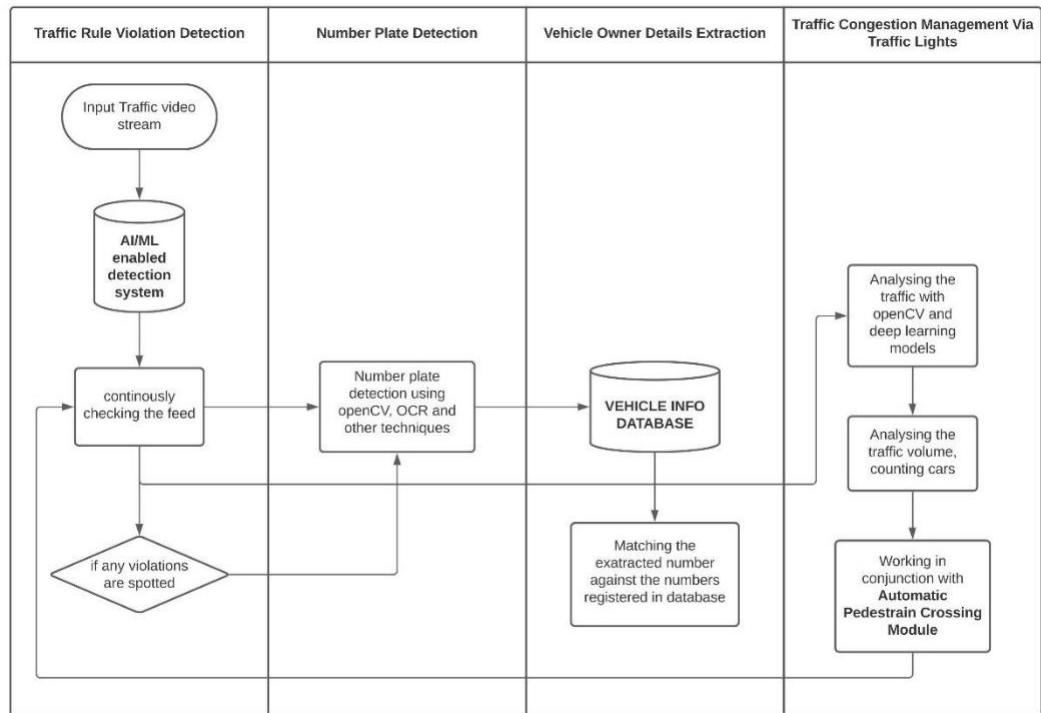 Traffic Rule Violation Detection
Number Plate Detection
Vehicle Owner Details Extraction
Traffic Congestion Management Via
Traffic Lights
Input Traffic video
stream
AI/ML
enabled
detection
system
continously
checking the feed
if any violations
are spotted
Number plate
detection using
openCV, OCR and
other techniques
VEHICLE INFO
DATABASE
Matching the
exatracted number
against the numbers
registered in database
Analysing the
traffic with
openCV and
deep learning
models
Analysing the
traffic volume,
counting cars
Working in
conjunction with
Automatic
Pedestrain Crossing
Module